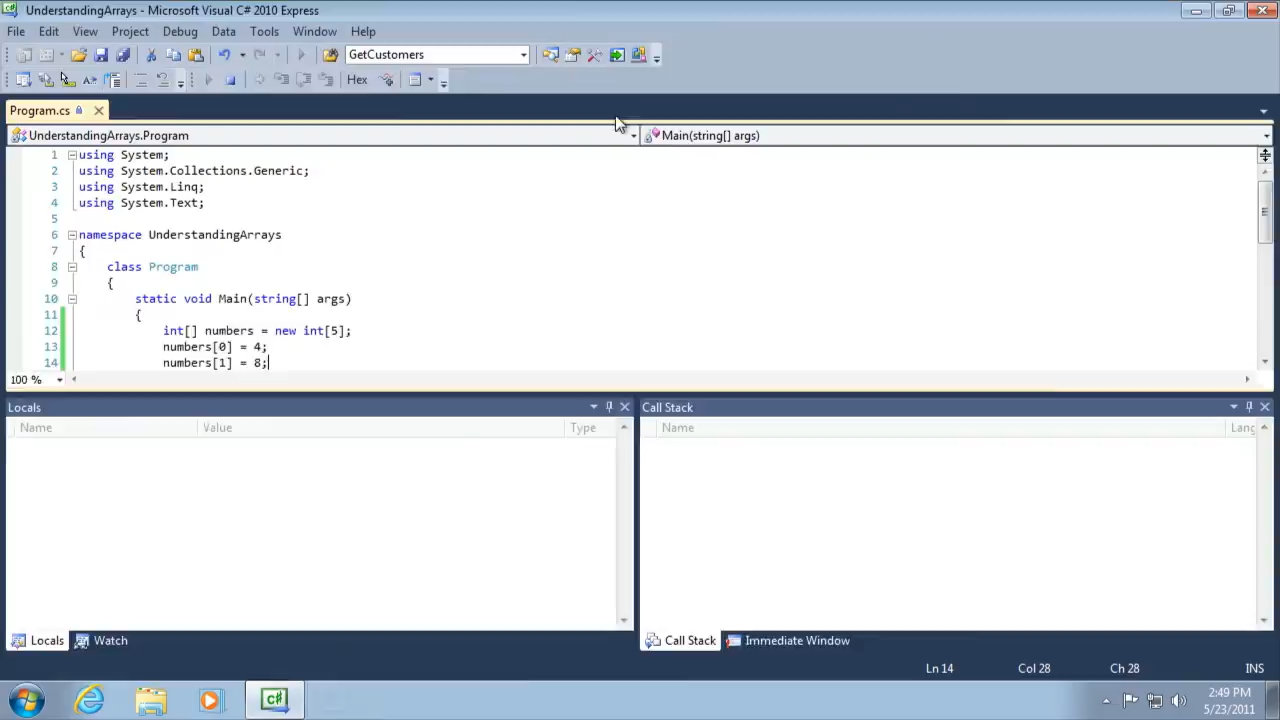 UnderstandingArrays - Microsoft Visual C# 2010 Express
File Edit View Project Debug Data Tools Window Help
GetCustomers
Hex
Program.cs
UnderstandingArrays.Program
Main(string[] args)
1 using System;
2 using System.Collections.Generic;
3 using System.Linq;
4 using System.Text;
5
6 namespace UnderstandingArrays
7 {
8 class Program
9 {
10 static void Main(string[] args)
11 {
12 int[] numbers = new int[5];
13 numbers[0] = 4;
14 numbers[1] = 8;
100 %
Locals
Name Value Type
Call Stack
Name Lang
Locals Watch
Call Stack Immediate Window
Ln 14 Col 28 Ch 28 INS
C#
2:49 PM
5/23/2011